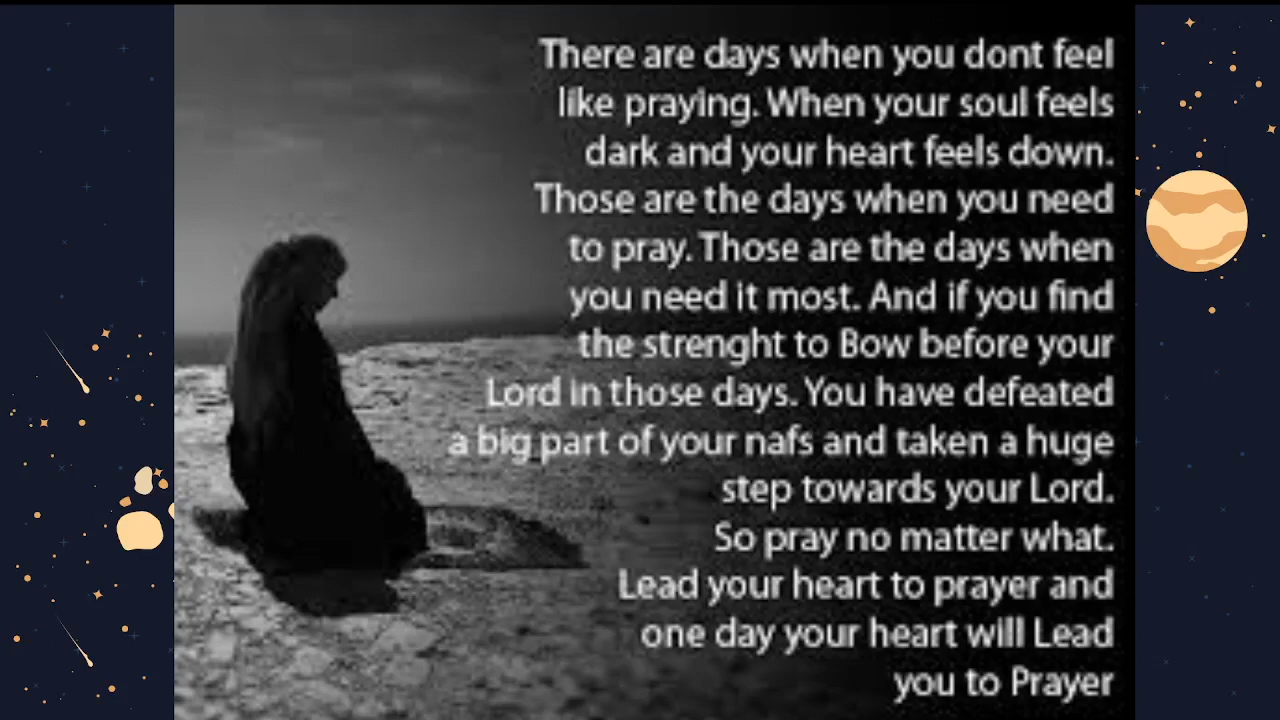 There are days when you dont feel
like praying. When your soul feels
dark and your heart feels down.
Those are the days when you need
to pray. Those are the days when
you need it most. And if you find
the strenght to Bow before your
Lord in those days. You have defeated
a big part of your nafs and taken a huge
step towards your Lord.
So pray no matter what.
Lead your heart to prayer and
one day your heart will Lead
you to Prayer